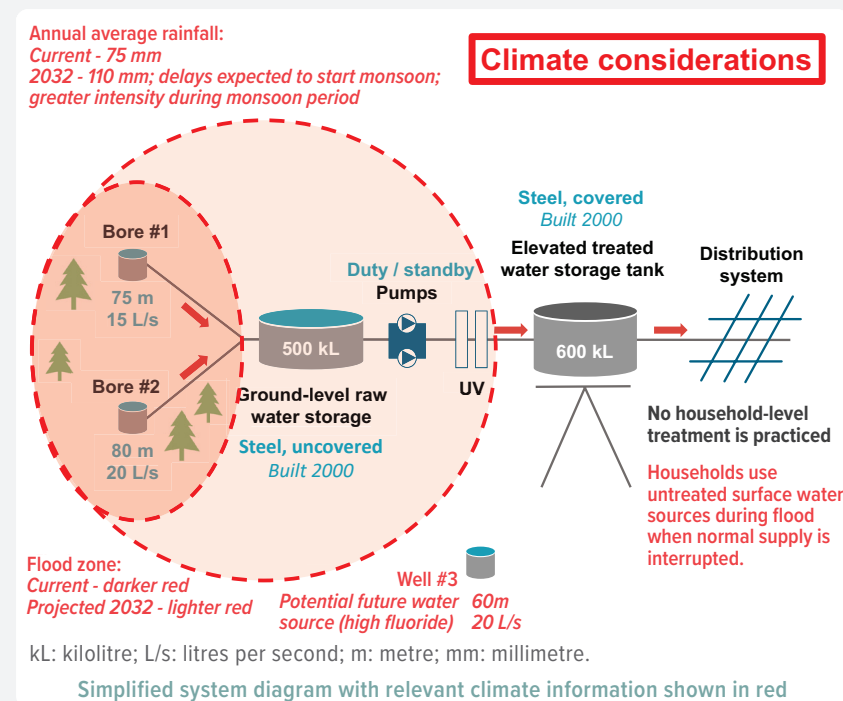 Annual average rainfall:
Current - 75 mm
2032 - 110 mm; delays expected to start monsoon;
greater intensity during monsoon period
Climate considerations
Steel, covered
Built 2000
Elevated treated
water storage tank
Distribution
system
Bore #1
75 m
15 L/s
Duty / standby
Pumps
500 kL
600 kL
Bore #2
80 m
20 L/s
Ground-level raw
water storage
Steel, uncovered
Built 2000
UV
No household-level
treatment is practiced
Households use
untreated surface water
sources during flood
when normal supply is
interrupted.
Flood zone:
Current - darker red
Projected 2032 - lighter red
Well #3
Potential future water
source (high fluoride)
60m
20 L/s
kL: kilolitre; L/s: litres per second; m: metre; mm: millimetre.
Simplified system diagram with relevant climate information shown in red